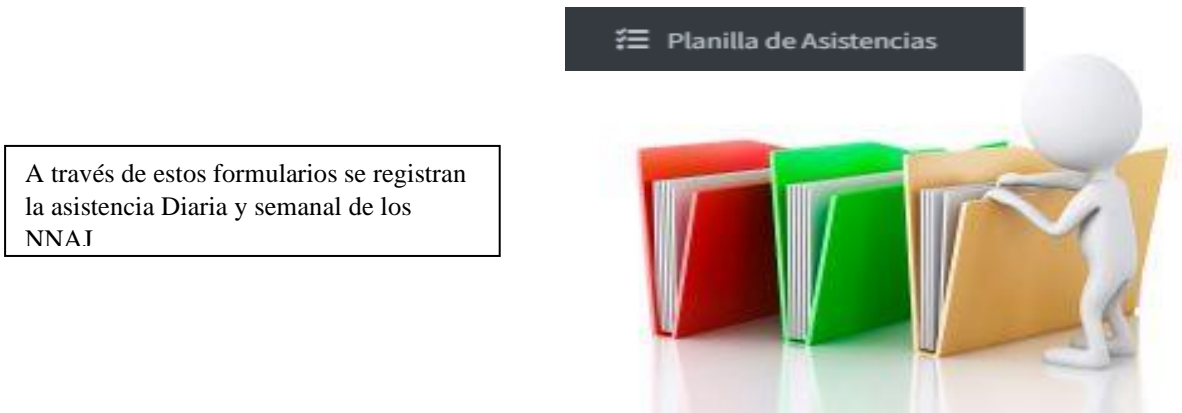 Planilla de Asistencias
A través de estos formularios se registran
la asistencia Diaria y semanal de los
NNAJ